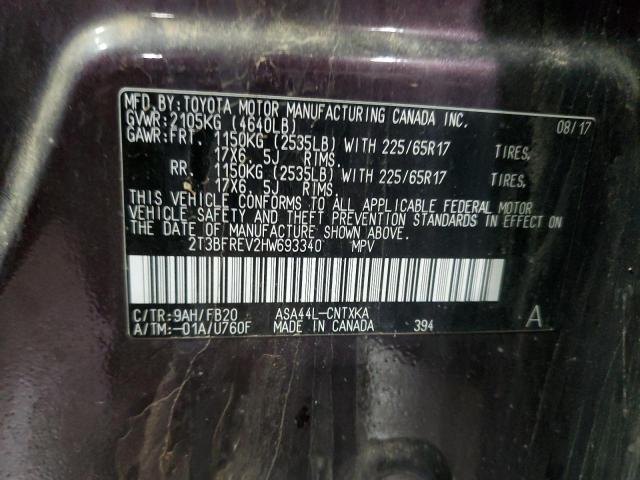 MFD. BY: TOYOTA MOTOR MANUFACTURING CANADA INC.
GVWR: 2105KG (4640LB) 08/17
GAWR: FRT. 1150KG (2535LB) WITH 225/65R17 TIRES,
17X6.5J RIMS.
RR. 1150KG (2535LB) WITH 225/65R17 TIRES,
17X6.5J RIMS.
THIS VEHICLE CONFORMS TO ALL APPLICABLE FEDERAL MOTOR
VEHICLE SAFETY AND THEFT PREVENTION STANDARDS IN EFFECT ON
THE DATE OF MANUFACTURE SHOWN ABOVE.
2T3BFREV2HW693340 MPV
C/TR: 9AH/FB20 ASA44L-CNTXKA
A/TM: -01A/U760F MADE IN CANADA 394 A